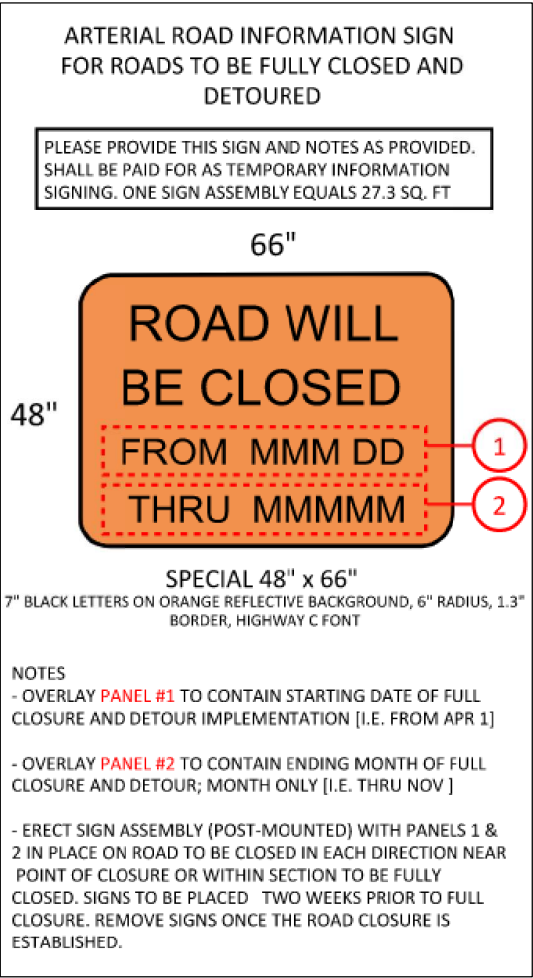 ARTERIAL ROAD INFORMATION SIGN
FOR ROADS TO BE FULLY CLOSED AND
DETOURED
PLEASE PROVIDE THIS SIGN AND NOTES AS PROVIDED.
SHALL BE PAID FOR AS TEMPORARY INFORMATION
SIGNING. ONE SIGN ASSEMBLY EQUALS 27.3 SQ. FT
66"
ROAD WILL
BE CLOSED
48"
FROM MMM DD
1
THRU MMMMM
2
SPECIAL 48" x 66"
7" BLACK LETTERS ON ORANGE REFLECTIVE BACKGROUND, 6" RADIUS, 1.3"
BORDER, HIGHWAY C FONT
NOTES
- OVERLAY PANEL #1 TO CONTAIN STARTING DATE OF FULL
CLOSURE AND DETOUR IMPLEMENTATION [I.E. FROM APR 1]
- OVERLAY PANEL #2 TO CONTAIN ENDING MONTH OF FULL
CLOSURE AND DETOUR; MONTH ONLY [I.E. THRU NOV ]
- ERECT SIGN ASSEMBLY (POST-MOUNTED) WITH PANELS 1 &
2 IN PLACE ON ROAD TO BE CLOSED IN EACH DIRECTION NEAR
POINT OF CLOSURE OR WITHIN SECTION TO BE FULLY
CLOSED. SIGNS TO BE PLACED TWO WEEKS PRIOR TO FULL
CLOSURE. REMOVE SIGNS ONCE THE ROAD CLOSURE IS
ESTABLISHED.